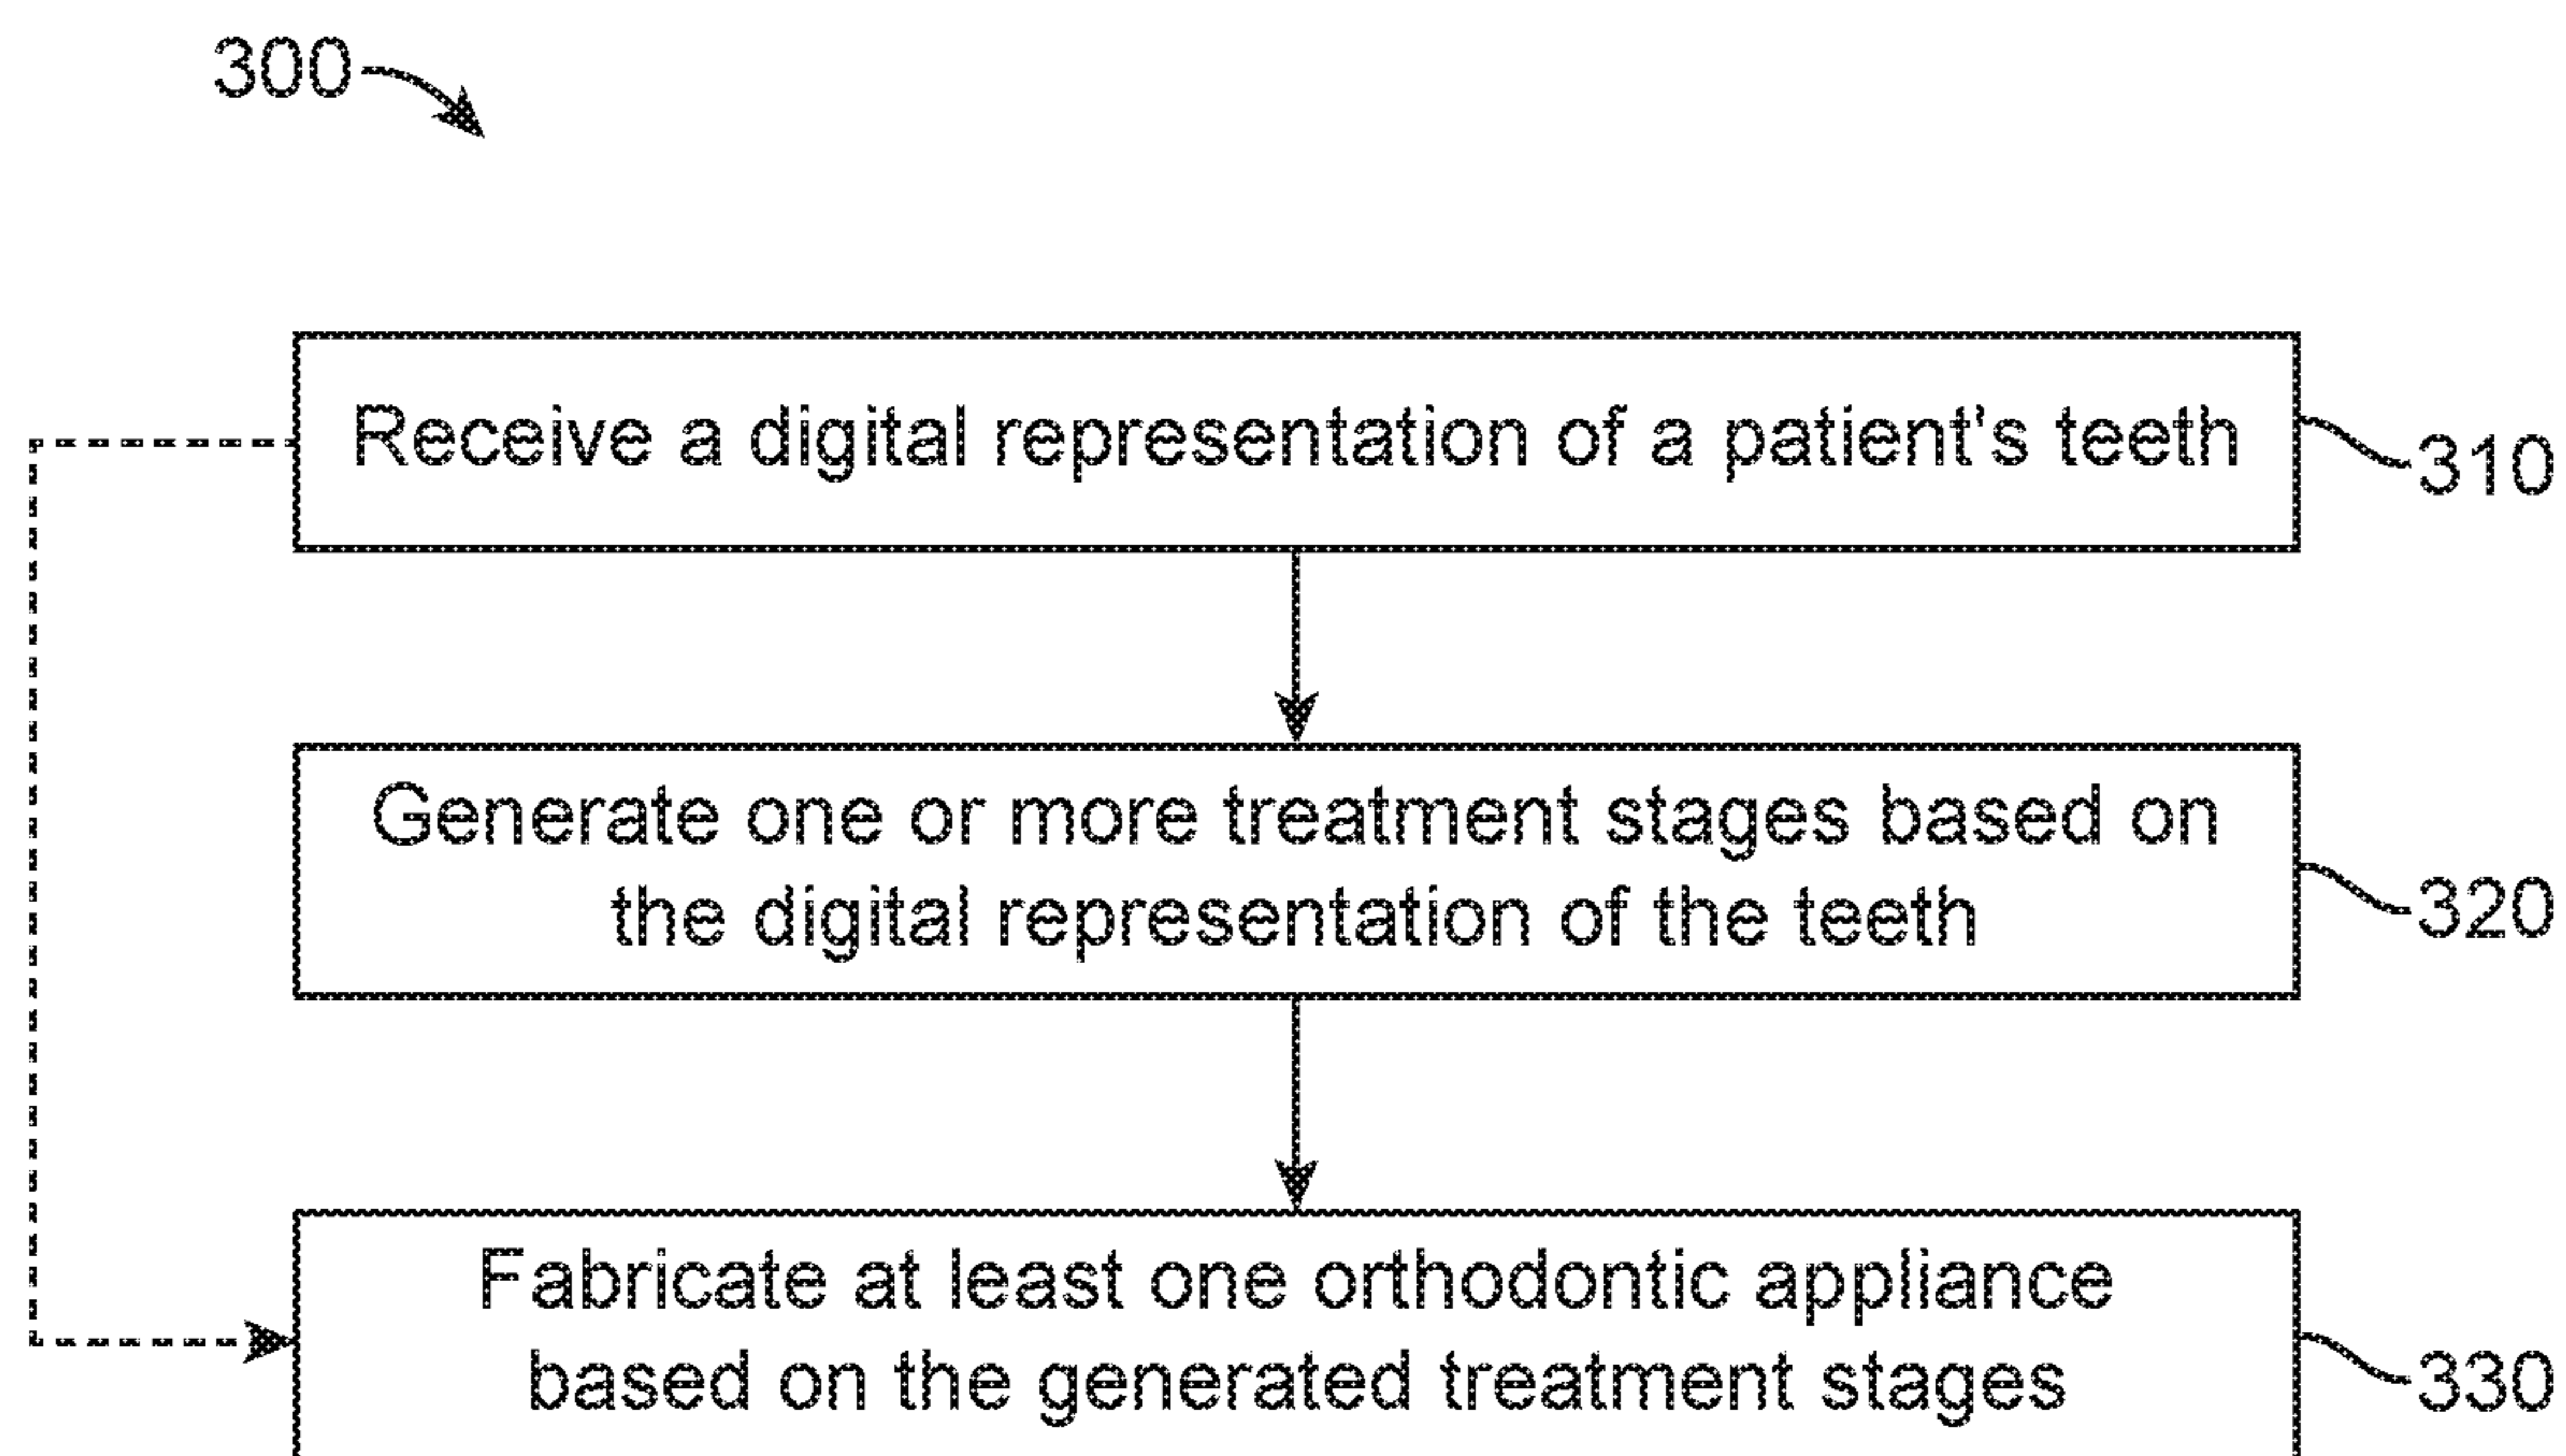 300
Receive a digital representation of a patient's teeth
310
Generate one or more treatment stages based on
the digital representation of the teeth
320
Fabricate at least one orthodontic appliance
based on the generated treatment stages
330